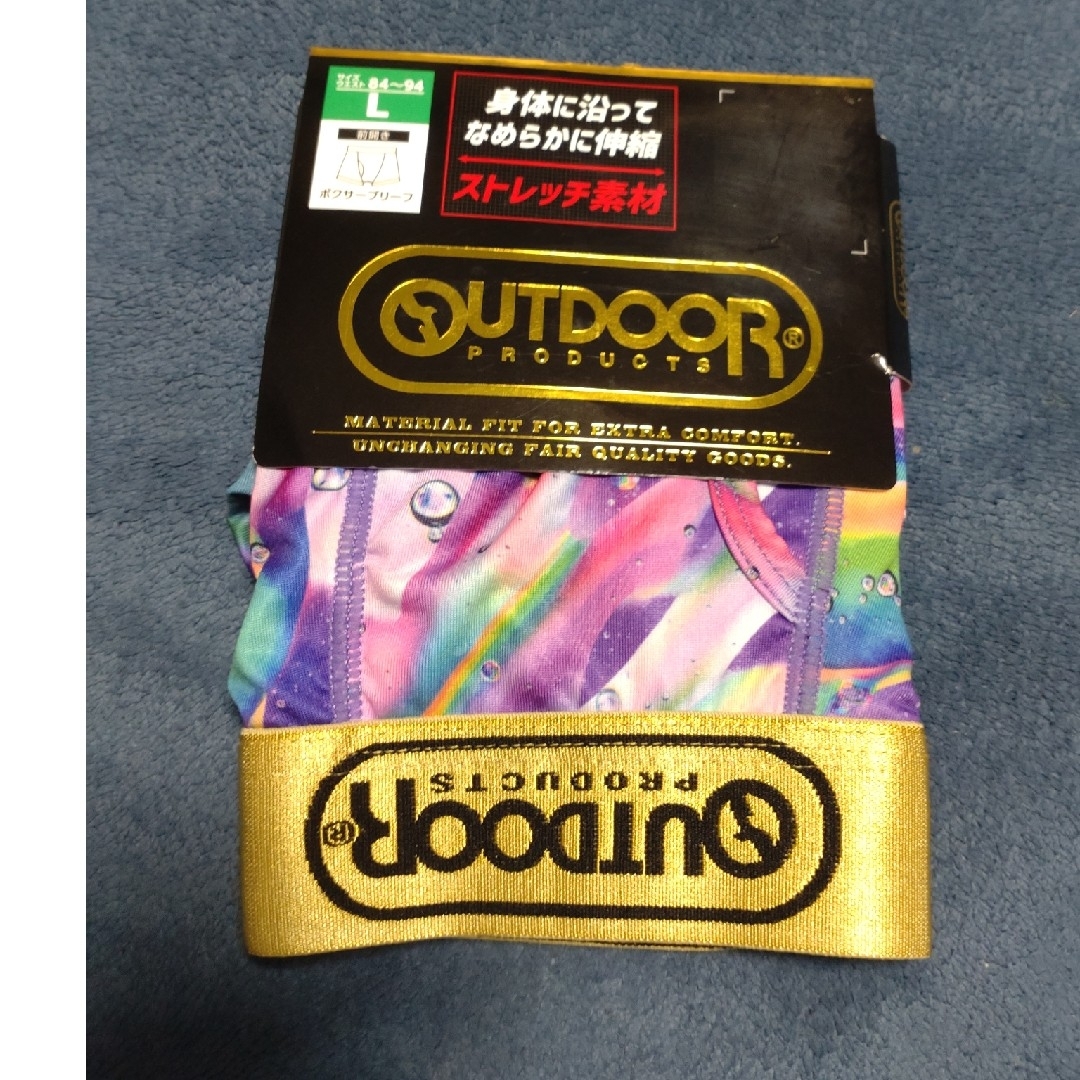 サイズ
ウエスト 84～94
L
前開き
ボクサーブリーフ
身体に沿って
なめらかに伸縮
ストレッチ素材
OUTDOOR®
PRODUCTS
MATERIAL FIT FOR EXTRA COMFORT.
UNCHANGING FAIR QUALITY GOODS.
OUTDOOR®
PRODUCTS